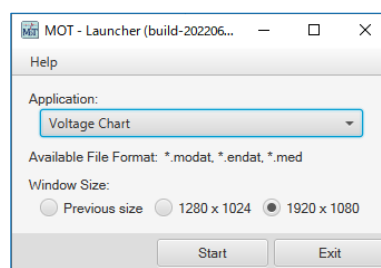 MOT - Launcher (build-202206...
Help
Application:
Voltage Chart
Available File Format: *.modat, *.endat, *.med
Window Size:
Previous size 1280 x 1024 1920 x 1080
Start Exit